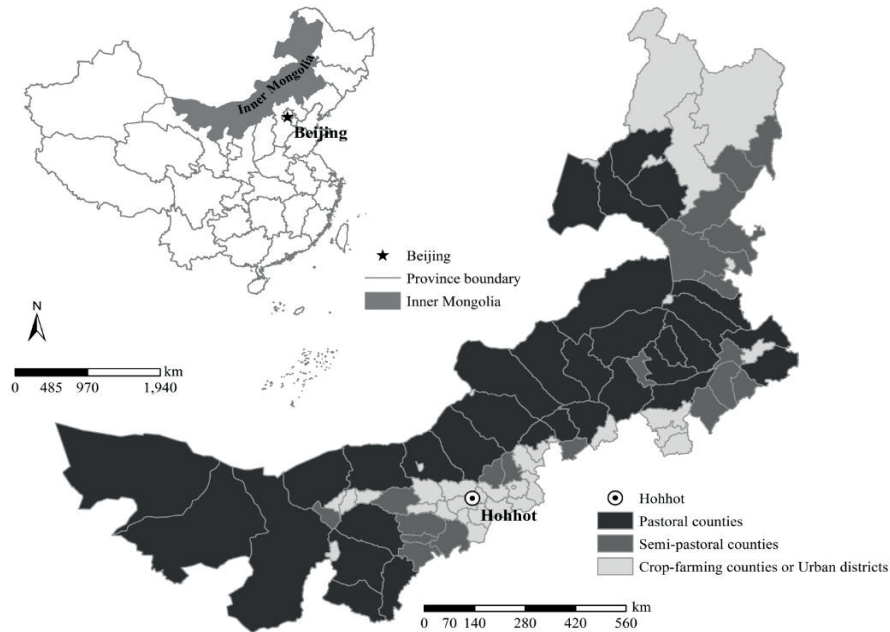 Inner Mongolia
Beijing
Beijing
Province boundary
Inner Mongolia
N
km
0 485 970 1,940
Hohhot
Hohhot
Pastoral counties
Semi-pastoral counties
Crop-farming counties or Urban districts
km
0 70 140 280 420 560